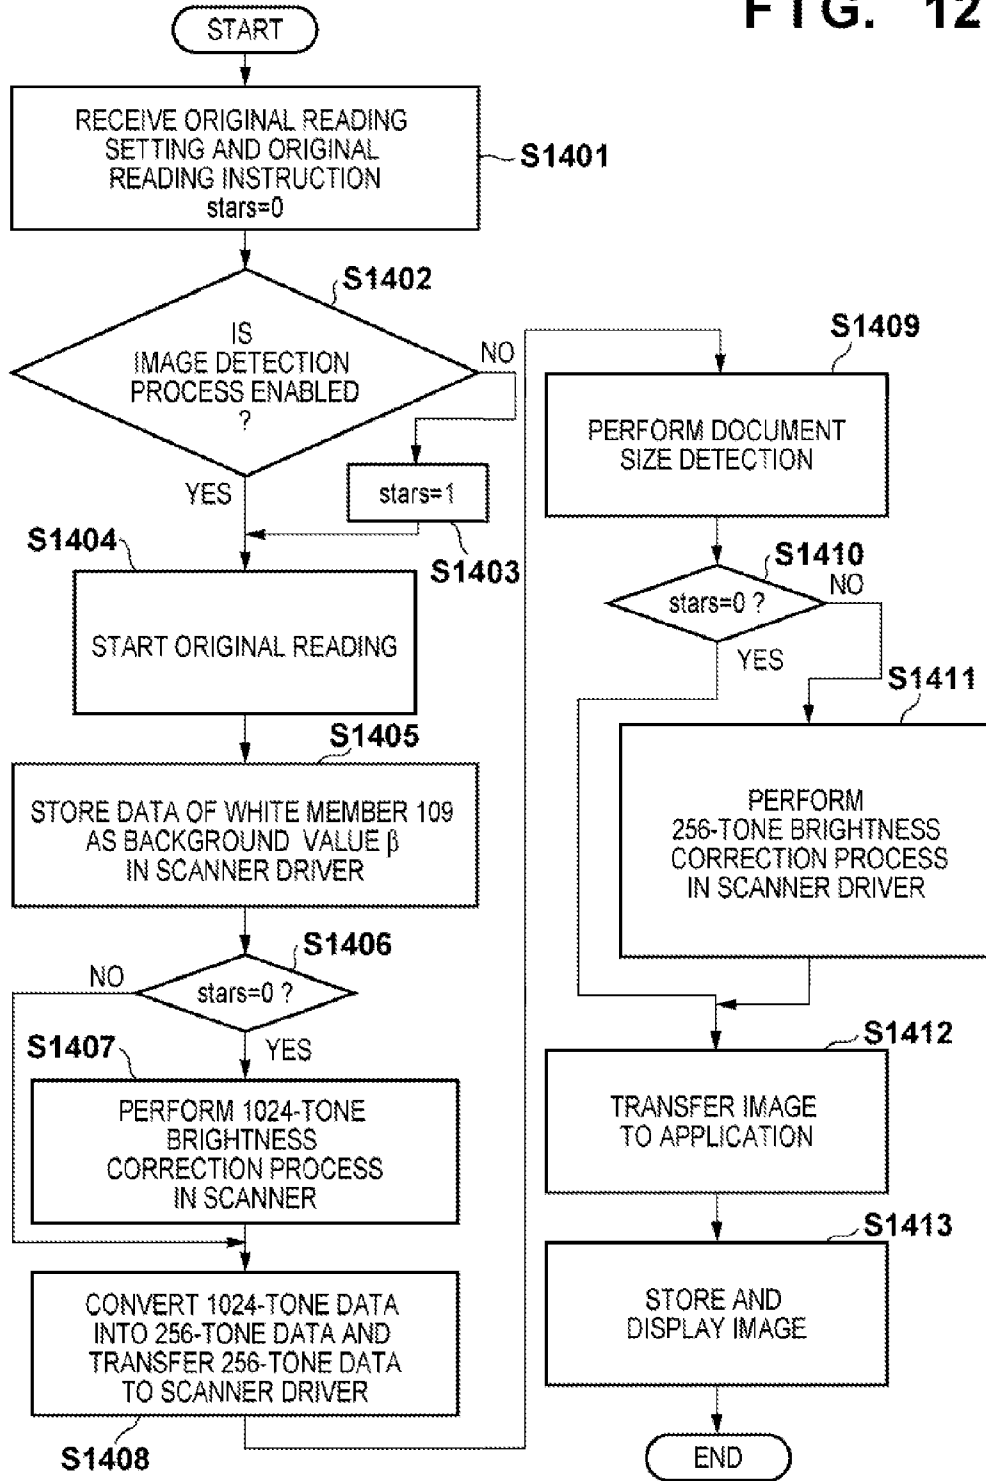 FIG. 12
START
RECEIVE ORIGINAL READING
SETTING AND ORIGINAL
READING INSTRUCTION
stars=0
S1401
S1402
IS
IMAGE DETECTION
PROCESS ENABLED
?
NO
YES
stars=1
S1403
S1404
START ORIGINAL READING
S1405
STORE DATA OF WHITE MEMBER 109
AS BACKGROUND VALUE β
IN SCANNER DRIVER
S1406
stars=0 ?
NO
YES
S1407
PERFORM 1024-TONE
BRIGHTNESS
CORRECTION PROCESS
IN SCANNER
CONVERT 1024-TONE DATA
INTO 256-TONE DATA AND
TRANSFER 256-TONE DATA
TO SCANNER DRIVER
S1408
S1409
PERFORM DOCUMENT
SIZE DETECTION
S1410
stars=0 ?
NO
YES
S1411
PERFORM
256-TONE BRIGHTNESS
CORRECTION PROCESS
IN SCANNER DRIVER
S1412
TRANSFER IMAGE
TO APPLICATION
S1413
STORE AND
DISPLAY IMAGE
END